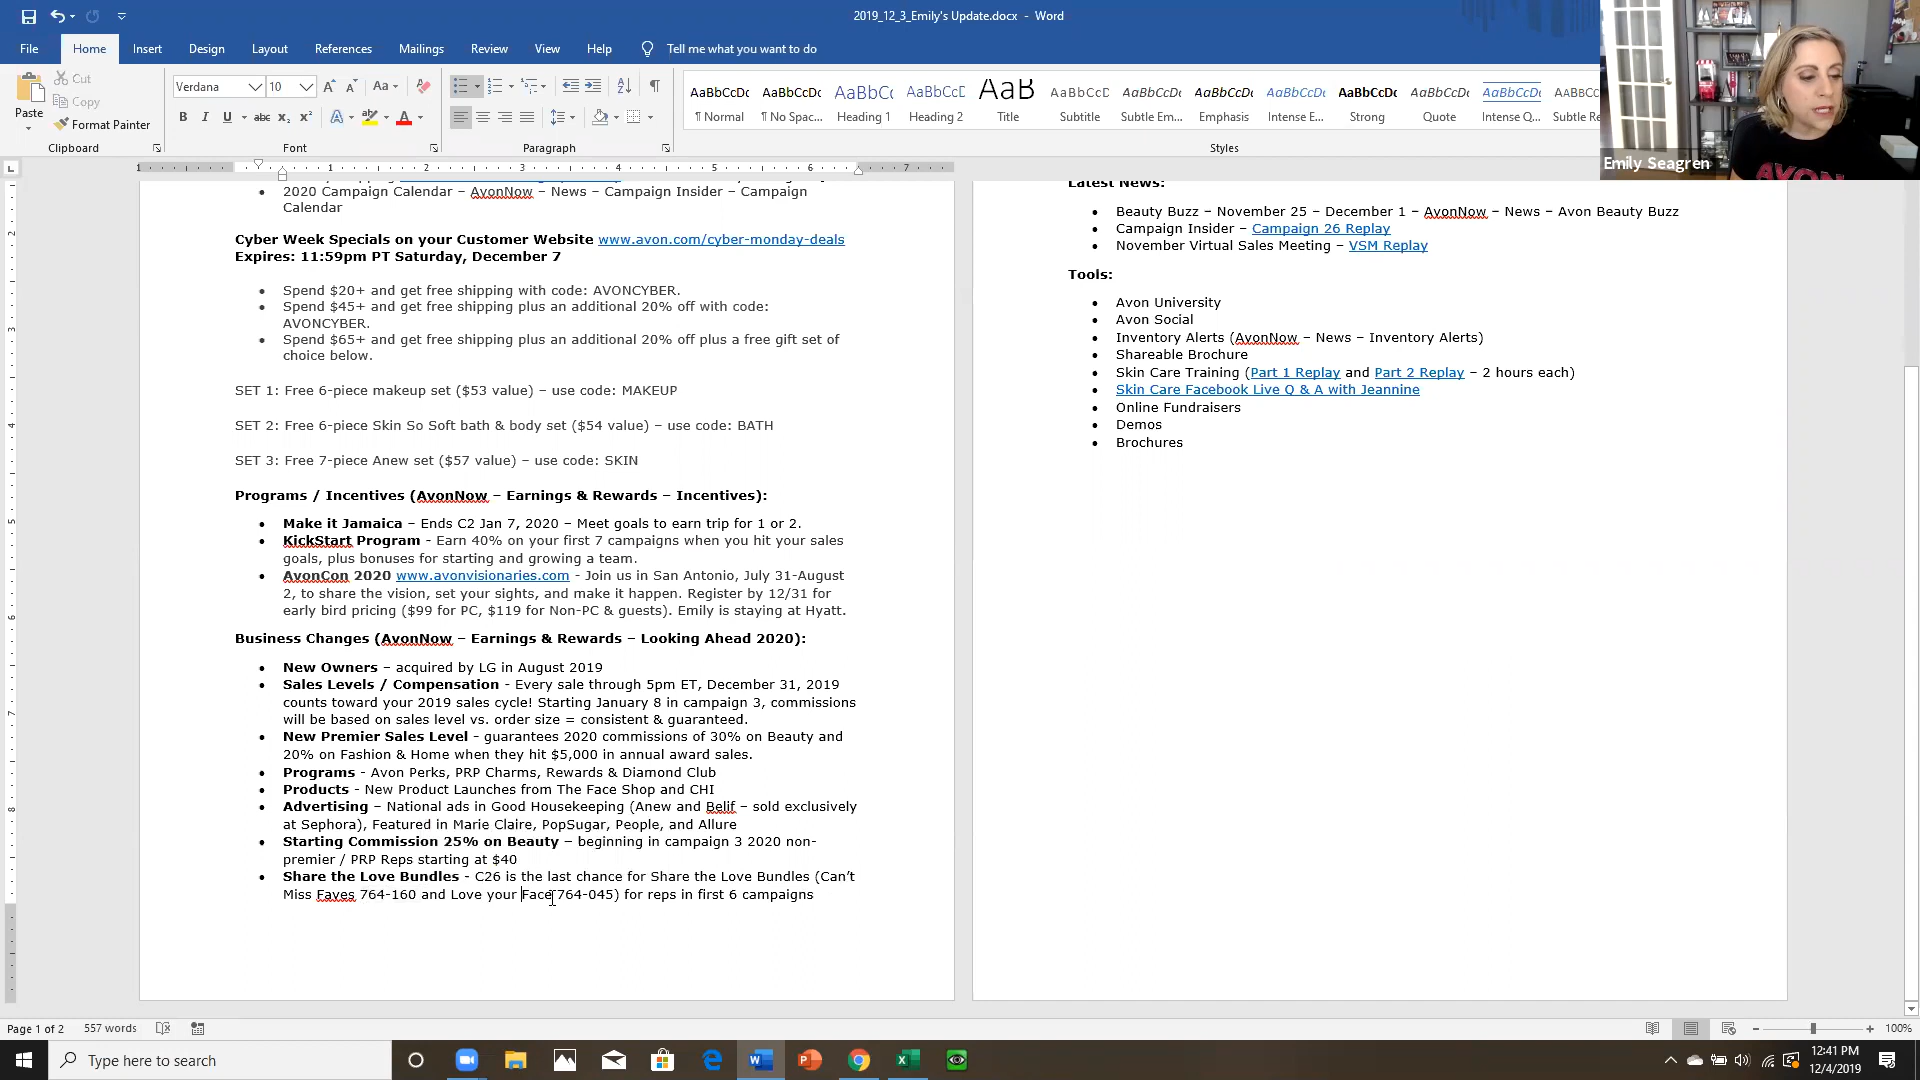 2019_12_3_Emily's Update.docx - Word
File Home Insert Design Layout References Mailings Review View Help Tell me what you want to do
Paste
Cut
Copy
Format Painter
Clipboard
Verdana 10
Font
Paragraph
AaBbCcDc AaBbCcDc AaBbCc AaBbCcD AaB AaBbCcD AaBbCcDc AaBbCcDc AaBbCcDc AaBbCcDc AaBbCcDc AaBbCcDc AaBbCc
¶ Normal ¶ No Spac... Heading 1 Heading 2 Title Subtitle Subtle Em... Emphasis Intense E... Strong Quote Intense Q... Subtle Re
Styles
Emily Seagren
• 2020 Campaign Calendar – AvonNow – News – Campaign Insider – Campaign
Calendar
Cyber Week Specials on your Customer Website www.avon.com/cyber-monday-deals
Expires: 11:59pm PT Saturday, December 7
• Spend $20+ and get free shipping with code: AVONCYBER.
• Spend $45+ and get free shipping plus an additional 20% off with code:
AVONCYBER.
• Spend $65+ and get free shipping plus an additional 20% off plus a free gift set of
choice below.
SET 1: Free 6-piece makeup set ($53 value) – use code: MAKEUP
SET 2: Free 6-piece Skin So Soft bath & body set ($54 value) – use code: BATH
SET 3: Free 7-piece Anew set ($57 value) – use code: SKIN
Programs / Incentives (AvonNow – Earnings & Rewards – Incentives):
• Make it Jamaica – Ends C2 Jan 7, 2020 – Meet goals to earn trip for 1 or 2.
• KickStart Program - Earn 40% on your first 7 campaigns when you hit your sales
goals, plus bonuses for starting and growing a team.
• AvonCon 2020 www.avonvisionaries.com - Join us in San Antonio, July 31-August
2, to share the vision, set your sights, and make it happen. Register by 12/31 for
early bird pricing ($99 for PC, $119 for Non-PC & guests). Emily is staying at Hyatt.
Business Changes (AvonNow – Earnings & Rewards – Looking Ahead 2020):
• New Owners – acquired by LG in August 2019
• Sales Levels / Compensation - Every sale through 5pm ET, December 31, 2019
counts toward your 2019 sales cycle! Starting January 8 in campaign 3, commissions
will be based on sales level vs. order size = consistent & guaranteed.
• New Premier Sales Level - guarantees 2020 commissions of 30% on Beauty and
20% on Fashion & Home when they hit $5,000 in annual award sales.
• Programs - Avon Perks, PRP Charms, Rewards & Diamond Club
• Products - New Product Launches from The Face Shop and CHI
• Advertising – National ads in Good Housekeeping (Anew and Belif – sold exclusively
at Sephora), Featured in Marie Claire, PopSugar, People, and Allure
• Starting Commission 25% on Beauty – beginning in campaign 3 2020 non-
premier / PRP Reps starting at $40
• Share the Love Bundles - C26 is the last chance for Share the Love Bundles (Can't
Miss Faves 764-160 and Love your Face 764-045) for reps in first 6 campaigns
Latest News:
• Beauty Buzz – November 25 – December 1 – AvonNow – News – Avon Beauty Buzz
• Campaign Insider – Campaign 26 Replay
• November Virtual Sales Meeting – VSM Replay
Tools:
• Avon University
• Avon Social
• Inventory Alerts (AvonNow – News – Inventory Alerts)
• Shareable Brochure
• Skin Care Training (Part 1 Replay and Part 2 Replay – 2 hours each)
• Skin Care Facebook Live Q & A with Jeannine
• Online Fundraisers
• Demos
• Brochures
Page 1 of 2 557 words
100%
Type here to search
12:41 PM
12/4/2019